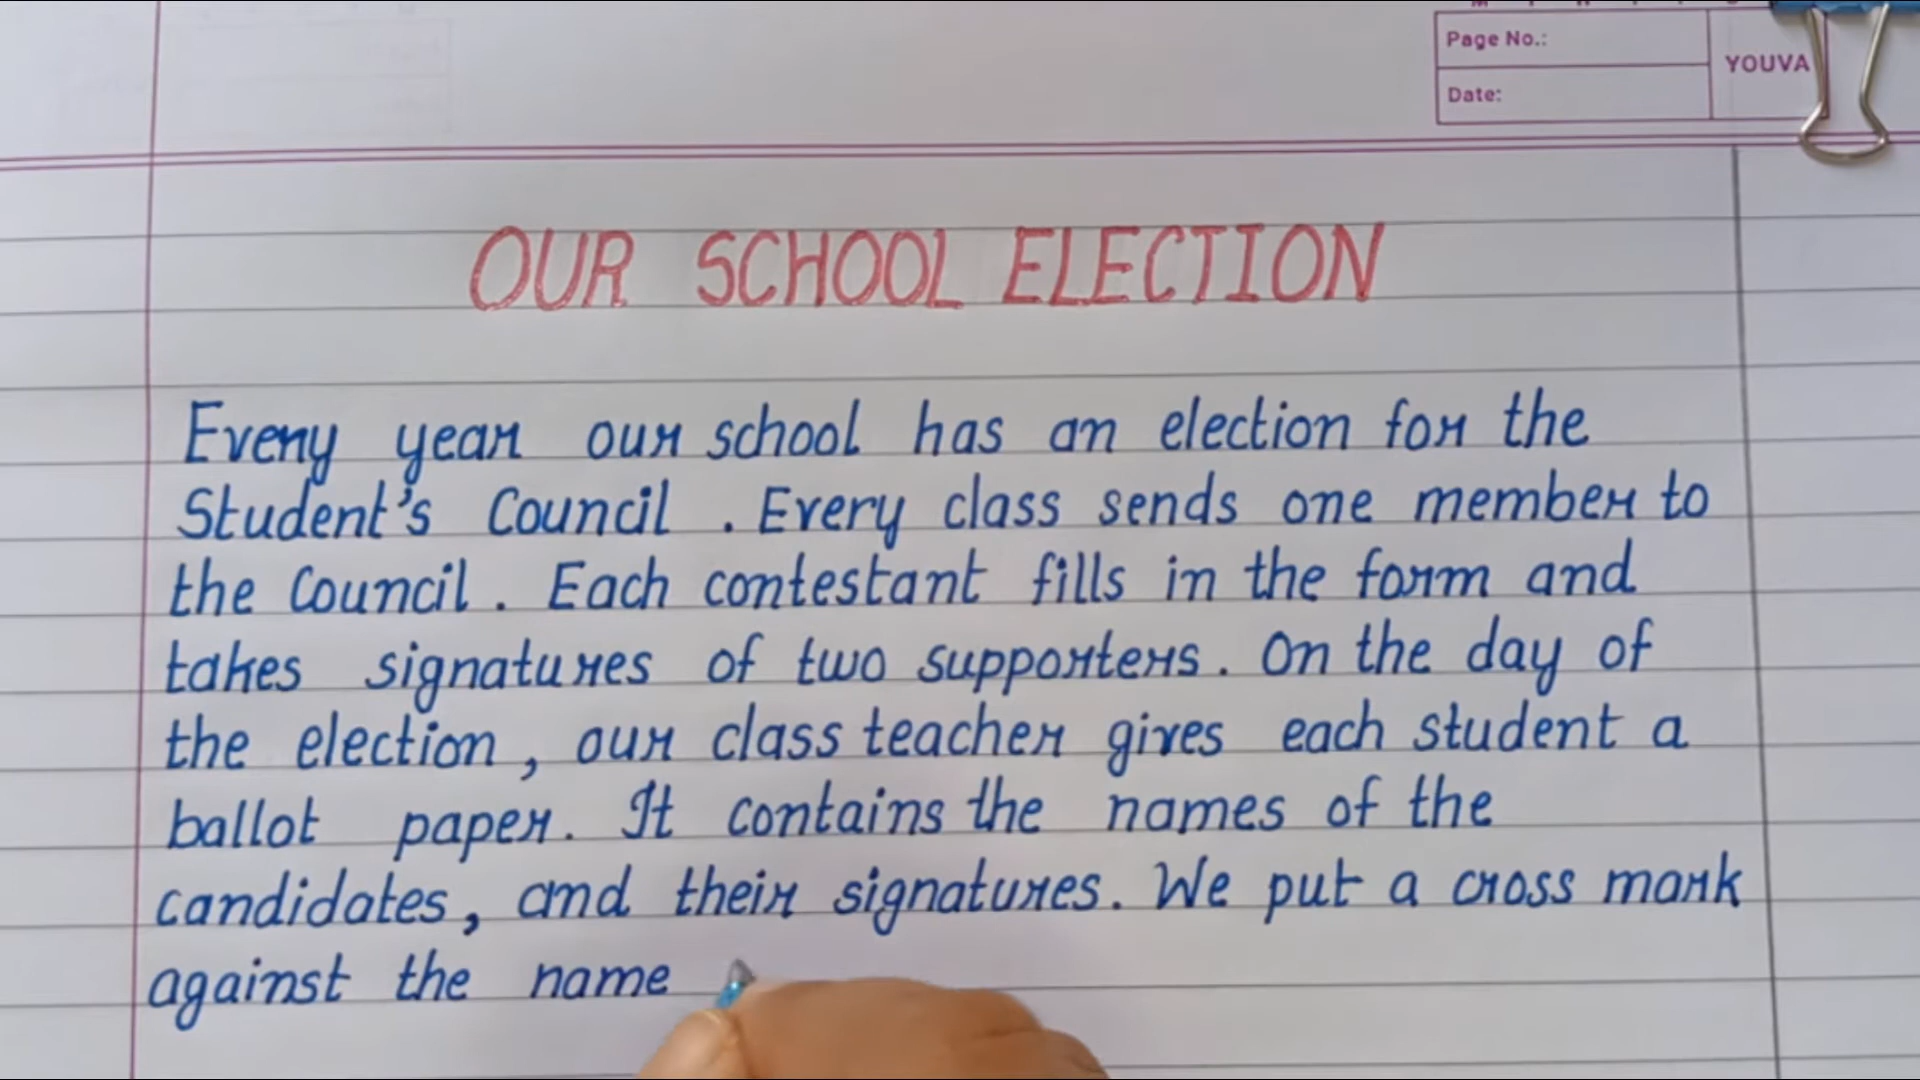 Page No.:
YOUVA
Date:
OUR SCHOOL ELECTION
Every year our school has an election for the
Student's Council. Every class sends one member to
the Council. Each contestant fills in the form and
takes signatures of two supporters. On the day of
the election, our class teacher gives each student a
ballot paper. It contains the names of the
candidates, and their signatures. We put a cross mark
against the name